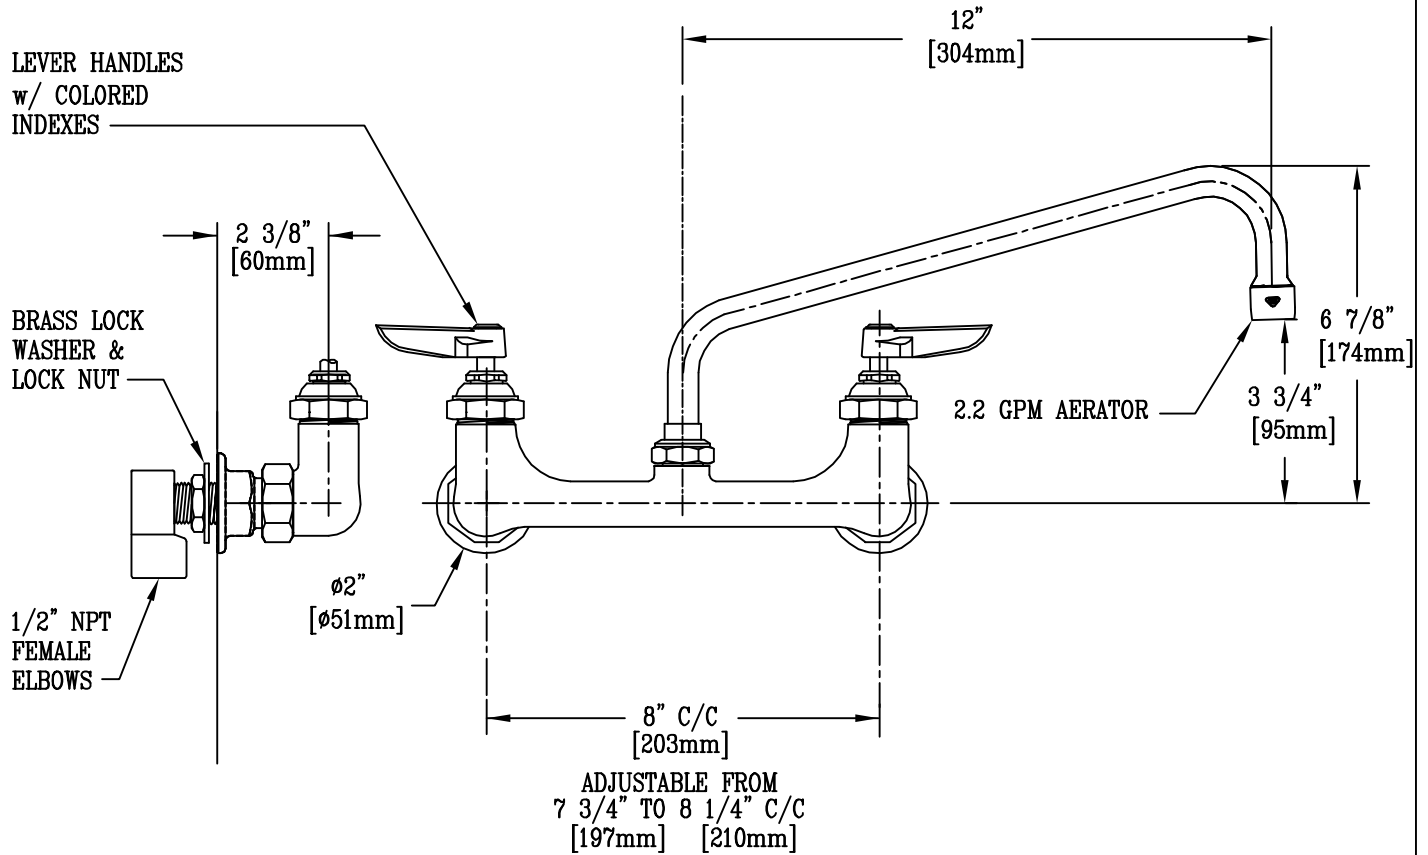 12"
[304mm]
LEVER HANDLES
w/ COLORED
INDEXES
2 3/8"
[60mm]
BRASS LOCK
WASHER &
LOCK NUT
6 7/8"
[174mm]
3 3/4"
[95mm]
2.2 GPM AERATOR
ø2"
[ø51mm]
1/2" NPT
FEMALE
ELBOWS
8" C/C
[203mm]
ADJUSTABLE FROM
7 3/4" TO 8 1/4" C/C
[197mm] [210mm]